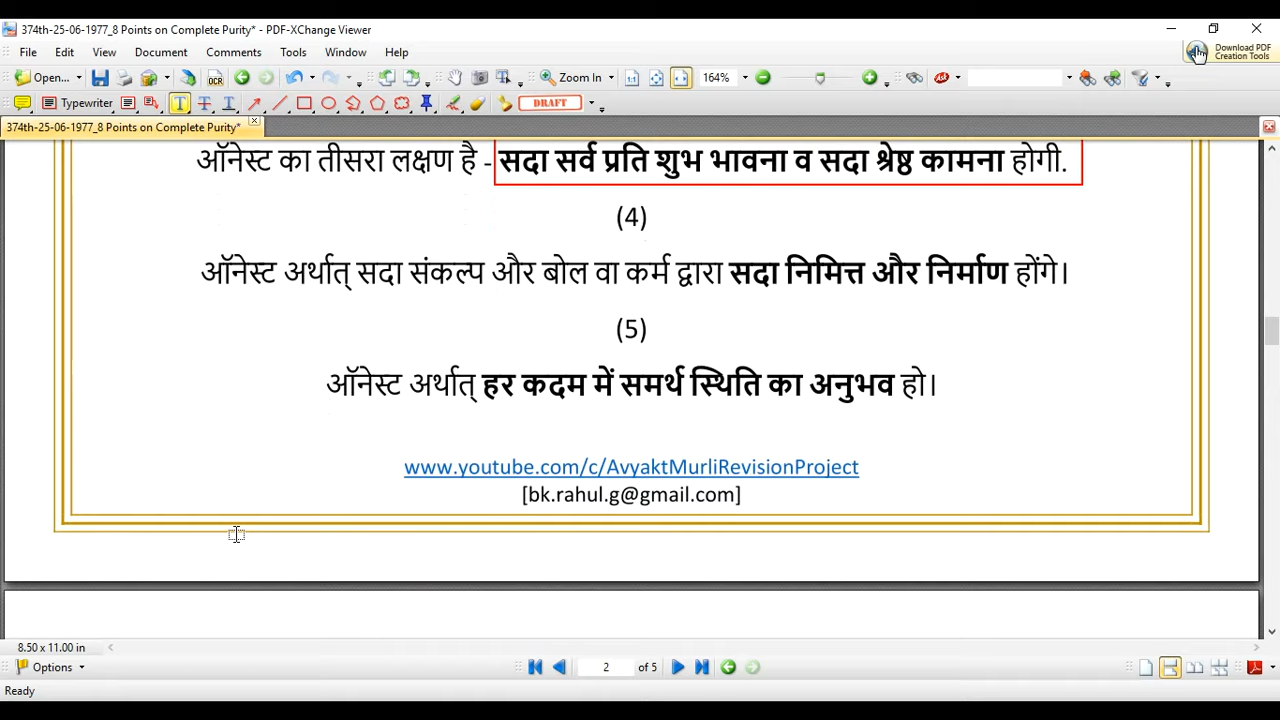 374th-25-06-1977_8 Points on Complete Purity* - PDF-XChange Viewer
File Edit View Document Comments Tools Window Help
Download PDF
Creation Tools
Open... OCR Zoom In 164%
Typewriter DRAFT
374th-25-06-1977_8 Points on Complete Purity*
ऑनेस्ट का तीसरा लक्षण है - सदा सर्व प्रति शुभ भावना व सदा श्रेष्ठ कामना होगी.
(4)
ऑनेस्ट अर्थात् सदा संकल्प और बोल वा कर्म द्वारा सदा निमित्त और निर्माण होंगे।
(5)
ऑनेस्ट अर्थात् हर कदम में समर्थ स्थिति का अनुभव हो।
www.youtube.com/c/AvyaktMurliRevisionProject
[bk.rahul.g@gmail.com]
8.50 x 11.00 in
Options 2 of 5
Ready